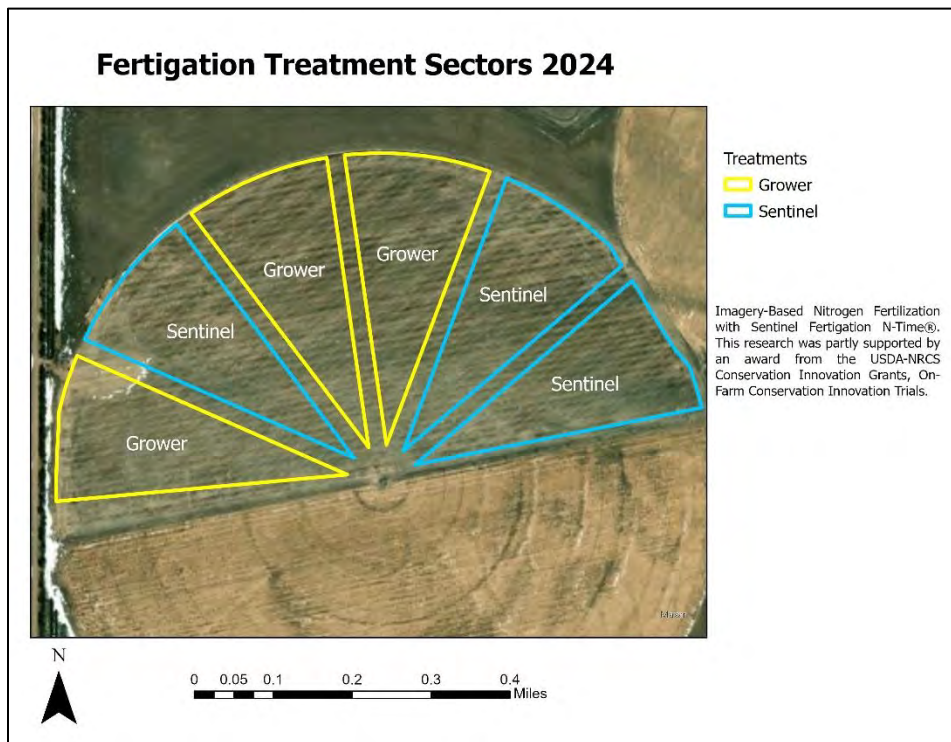 Fertigation Treatment Sectors 2024
Treatments
Grower
Sentinel
Grower
Grower
Sentinel
Sentinel
Sentinel
Grower
Imagery-Based Nitrogen Fertilization
with Sentinel Fertigation N-Time®.
This research was partly supported by
an award from the USDA-NRCS
Conservation Innovation Grants, On-
Farm Conservation Innovation Trials.
N
0 0.05 0.1 0.2 0.3 0.4
Miles